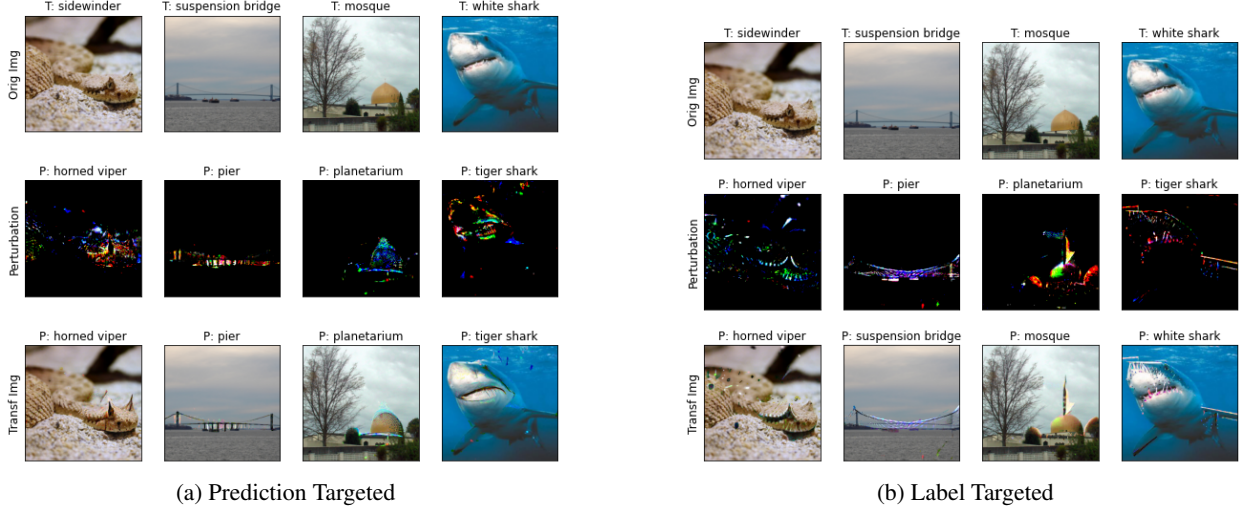 T: sidewinder T: suspension bridge T: mosque T: white shark
Orig Img
P: horned viper P: pier P: planetarium P: tiger shark
Perturbation
P: horned viper P: pier P: planetarium P: tiger shark
Transf Img
(a) Prediction Targeted
T: sidewinder T: suspension bridge T: mosque T: white shark
Orig Img
P: horned viper P: pier P: planetarium P: tiger shark
Perturbation
P: horned viper P: suspension bridge P: mosque P: white shark
Transf Img
(b) Label Targeted